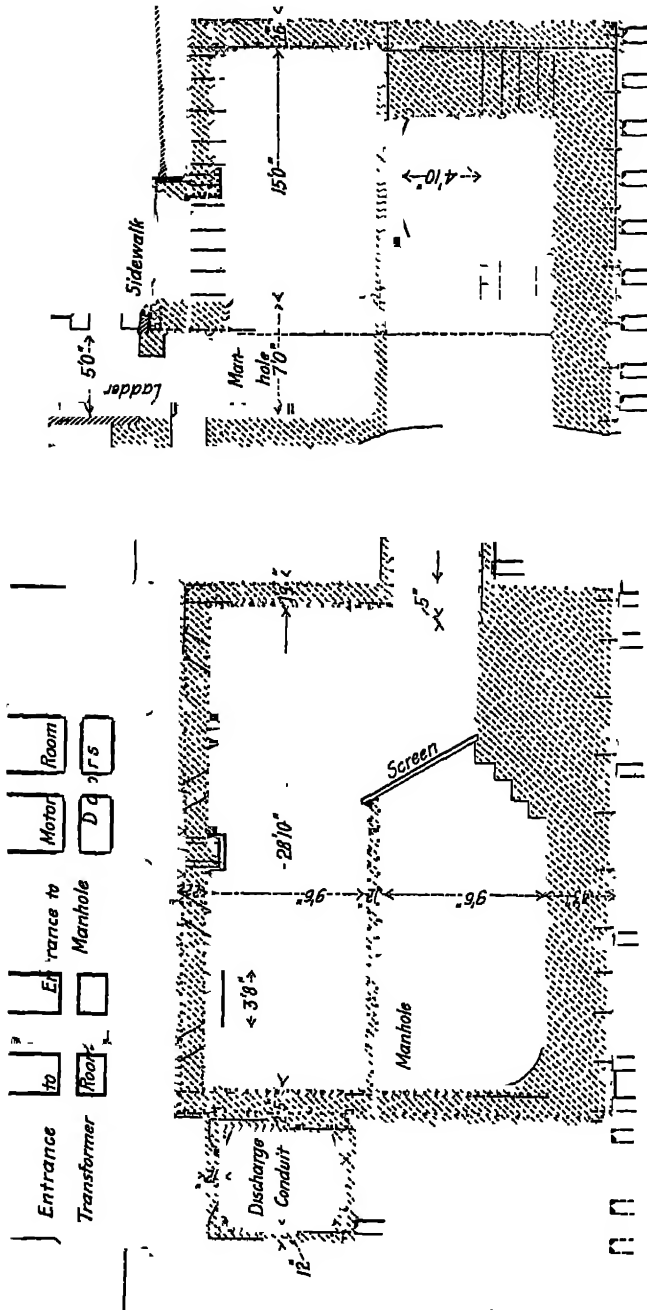 Sidewalk
5'0"
Ladder
Man-
hole
7'0"
15'0"
4'10"
Entrance to
Transformer Room
Entrance to Motor Room
Manhole Doors
28'10"
9'6"
12"
9'6"
3'8"
Screen
Manhole
Discharge
Conduit
12"